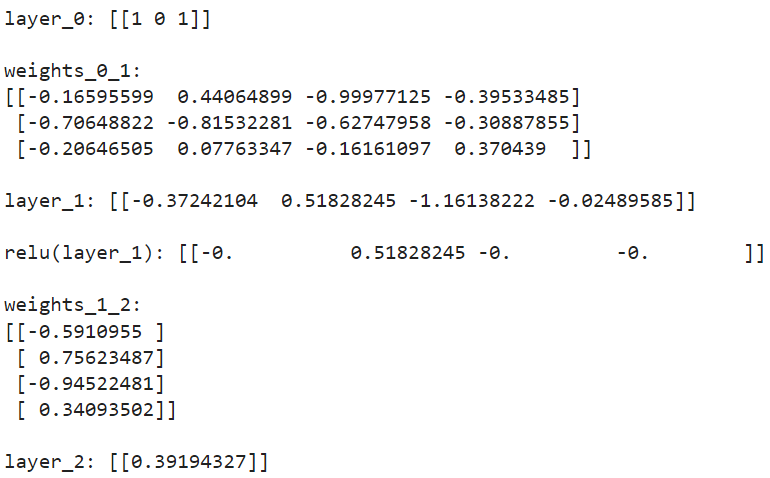 layer_0: [[1 0 1]]
weights_0_1:
[[-0.16595599  0.44064899 -0.99977125 -0.39533485]
 [-0.70648822 -0.81532281 -0.62747958 -0.30887855]
 [-0.20646505  0.07763347 -0.16161097  0.370439  ]]
layer_1: [[-0.37242104  0.51828245 -1.16138222 -0.02489585]]
relu(layer_1): [[-0.          0.51828245 -0.         -0.        ]]
weights_1_2:
[[-0.5910955 ]
 [ 0.75623487]
 [-0.94522481]
 [ 0.34093502]]
layer_2: [[0.39194327]]